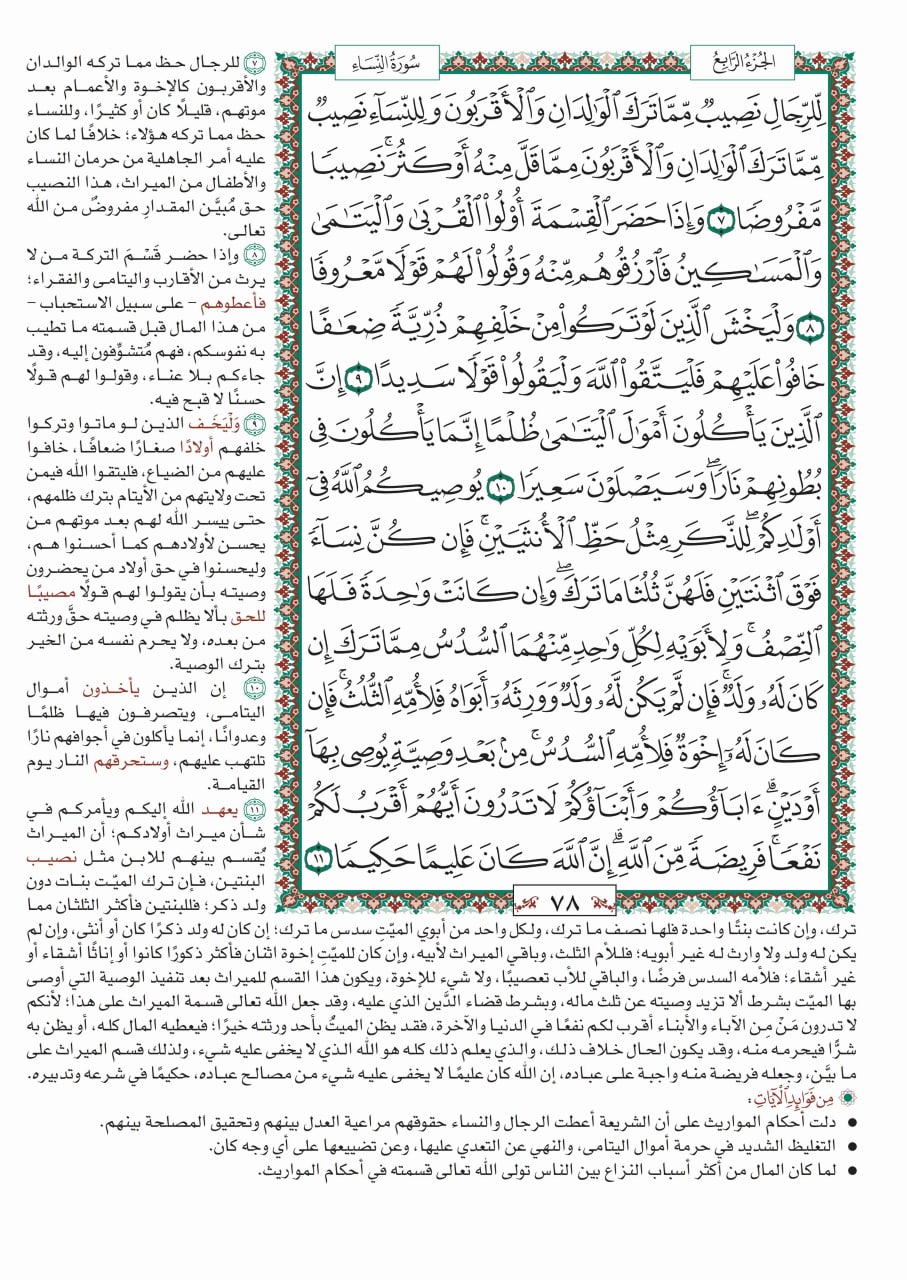 الجُزْءُ الرَّابِعُ
سُورَةُ النِّسَاءِ
لِّلرِّجَالِ نَصِيبٞ مِّمَّا تَرَكَ ٱلۡوَٰلِدَانِ وَٱلۡأَقۡرَبُونَ وَلِلنِّسَآءِ نَصِيبٞ
مِّمَّا تَرَكَ ٱلۡوَٰلِدَانِ وَٱلۡأَقۡرَبُونَ مِمَّا قَلَّ مِنۡهُ أَوۡ كَثُرَۚ نَصِيبٗا
مَّفۡرُوضٗا ٧ وَإِذَا حَضَرَ ٱلۡقِسۡمَةَ أُوْلُواْ ٱلۡقُرۡبَىٰ وَٱلۡيَتَٰمَىٰ
وَٱلۡمَسَٰكِينُ فَٱرۡزُقُوهُم مِّنۡهُ وَقُولُواْ لَهُمۡ قَوۡلٗا مَّعۡرُوفٗا
٨ وَلۡيَخۡشَ ٱلَّذِينَ لَوۡ تَرَكُواْ مِنۡ خَلۡفِهِمۡ ذُرِّيَّةٗ ضِعَٰفًا
خَافُواْ عَلَيۡهِمۡ فَلۡيَتَّقُواْ ٱللَّهَ وَلۡيَقُولُواْ قَوۡلٗا سَدِيدًا ٩ إِنَّ
ٱلَّذِينَ يَأۡكُلُونَ أَمۡوَٰلَ ٱلۡيَتَٰمَىٰ ظُلۡمًا إِنَّمَا يَأۡكُلُونَ فِي
بُطُونِهِمۡ نَارٗاۖ وَسَيَصۡلَوۡنَ سَعِيرٗا ١٠ يُوصِيكُمُ ٱللَّهُ فِيٓ
أَوۡلَٰدِكُمۡۖ لِلذَّكَرِ مِثۡلُ حَظِّ ٱلۡأُنثَيَيۡنِۚ فَإِن كُنَّ نِسَآءٗ
فَوۡقَ ٱثۡنَتَيۡنِ فَلَهُنَّ ثُلُثَا مَا تَرَكَۖ وَإِن كَانَتۡ وَٰحِدَةٗ فَلَهَا
ٱلنِّصۡفُۚ وَلِأَبَوَيۡهِ لِكُلِّ وَٰحِدٖ مِّنۡهُمَا ٱلسُّدُسُ مِمَّا تَرَكَ إِن
كَانَ لَهُۥ وَلَدٞۚ فَإِن لَّمۡ يَكُن لَّهُۥ وَلَدٞ وَوَرِثَهُۥٓ أَبَوَاهُ فَلِأُمِّهِ ٱلثُّلُثُۚ فَإِن
كَانَ لَهُۥٓ إِخۡوَةٞ فَلِأُمِّهِ ٱلسُّدُسُۚ مِنۢ بَعۡدِ وَصِيَّةٖ يُوصِي بِهَآ
أَوۡ دَيۡنٍۗ ءَابَآؤُكُمۡ وَأَبۡنَآؤُكُمۡ لَا تَدۡرُونَ أَيُّهُمۡ أَقۡرَبُ لَكُمۡ
نَفۡعٗاۚ فَرِيضَةٗ مِّنَ ٱللَّهِۗ إِنَّ ٱللَّهَ كَانَ عَلِيمًا حَكِيمٗا ١١
٧٨
٧ للرجال حظ مما تركه الوالدان
والأقربون كالإخوة والأعمام بعد
موتهم، قليلًا كان أو كثيرًا، وللنساء
حظ مما تركه هؤلاء؛ خلافًا لما كان
عليه أمر الجاهلية من حرمان النساء
والأطفال من الميراث، هذا النصيب
حق مُبيَّن المقدارِ مفروضٌ من الله
تعالى.
٨ وإذا حضر قَسْمَ التركة من لا
يرث من الأقارب واليتامى والفقراء؛
فأعطوهم – على سبيل الاستحباب –
من هذا المال قبل قسمته ما تطيب
به نفوسكم، فهم مُتشوِّفون إليه، وقد
جاءكم بلا عناء، وقولوا لهم قولًا
حسنًا لا قبح فيه.
٩ وَلْيَخَف الذين لو ماتوا وتركوا
خلفهم أولادًا صغارًا ضعافًا، خافوا
عليهم من الضياع، فليتقوا الله فيمن
تحت ولايتهم من الأيتام بترك ظلمهم،
حتى ييسر الله لهم بعد موتهم من
يحسن لأولادهم كما أحسنوا هم،
وليحسنوا في حق أولاد من يحضرون
وصيته بأن يقولوا لهم قولًا مصيبًا
للحق بألا يظلم في وصيته حقَّ ورثته
من بعده، ولا يحرم نفسه من الخير
بترك الوصية.
١٠ إن الذين يأخذون أموال
اليتامى، ويتصرفون فيها ظلمًا
وعدوانًا، إنما يأكلون في أجوافهم نارًا
تلتهب عليهم، وستحرقهم النار يوم
القيامة.
١١ يعهد الله إليكم ويأمركم في
شأن ميراث أولادكم؛ أن الميراث
يُقسم بينهم للابن مثل نصيب
البنتين، فإن ترك الميّت بنات دون
ولد ذكر؛ فللبنتين فأكثر الثلثان مما
ترك، وإن كانت بنتًا واحدة فلها نصف ما ترك، ولكل واحد من أبوي الميّتِ سدس ما ترك؛ إن كان له ولد ذكرًا كان أو أنثى، وإن لم
يكن له ولد ولا وارث له غير أبويه؛ فللأم الثلث، وباقي الميراث لأبيه، وإن كان للميّت إخوة اثنان فأكثر ذكورًا كانوا أو إناثًا أشقاء أو
غير أشقاء؛ فلأمه السدس فرضًا، والباقي للأب تعصيبًا، ولا شيء للإخوة، ويكون هذا القسم للميراث بعد تنفيذ الوصية التي أوصى
بها الميّت بشرط ألا تزيد وصيته عن ثلث ماله، وبشرط قضاء الدَّين الذي عليه، وقد جعل الله تعالى قسمة الميراث على هذا؛ لأنكم
لا تدرون مَنْ مِن الآباء والأبناء أقرب لكم نفعًا في الدنيا والآخرة، فقد يظن الميتُ بأحد ورثته خيرًا؛ فيعطيه المال كله، أو يظن به
شرًّا فيحرمه منه، وقد يكون الحال خلاف ذلك، والذي يعلم ذلك كله هو الله الذي لا يخفى عليه شيء، ولذلك قسم الميراث على
ما بيَّن، وجعله فريضة منه واجبة على عباده، إن الله كان عليمًا لا يخفى عليه شيء من مصالح عباده، حكيمًا في شرعه وتدبيره.
مِن فَوَائِدِ الآيَاتِ:
• دلت أحكام المواريث على أن الشريعة أعطت الرجال والنساء حقوقهم مراعية العدل بينهم وتحقيق المصلحة بينهم.
• التغليظ الشديد في حرمة أموال اليتامى، والنهي عن التعدي عليها، وعن تضييعها على أي وجه كان.
• لما كان المال من أكثر أسباب النزاع بين الناس تولى الله تعالى قسمته في أحكام المواريث.